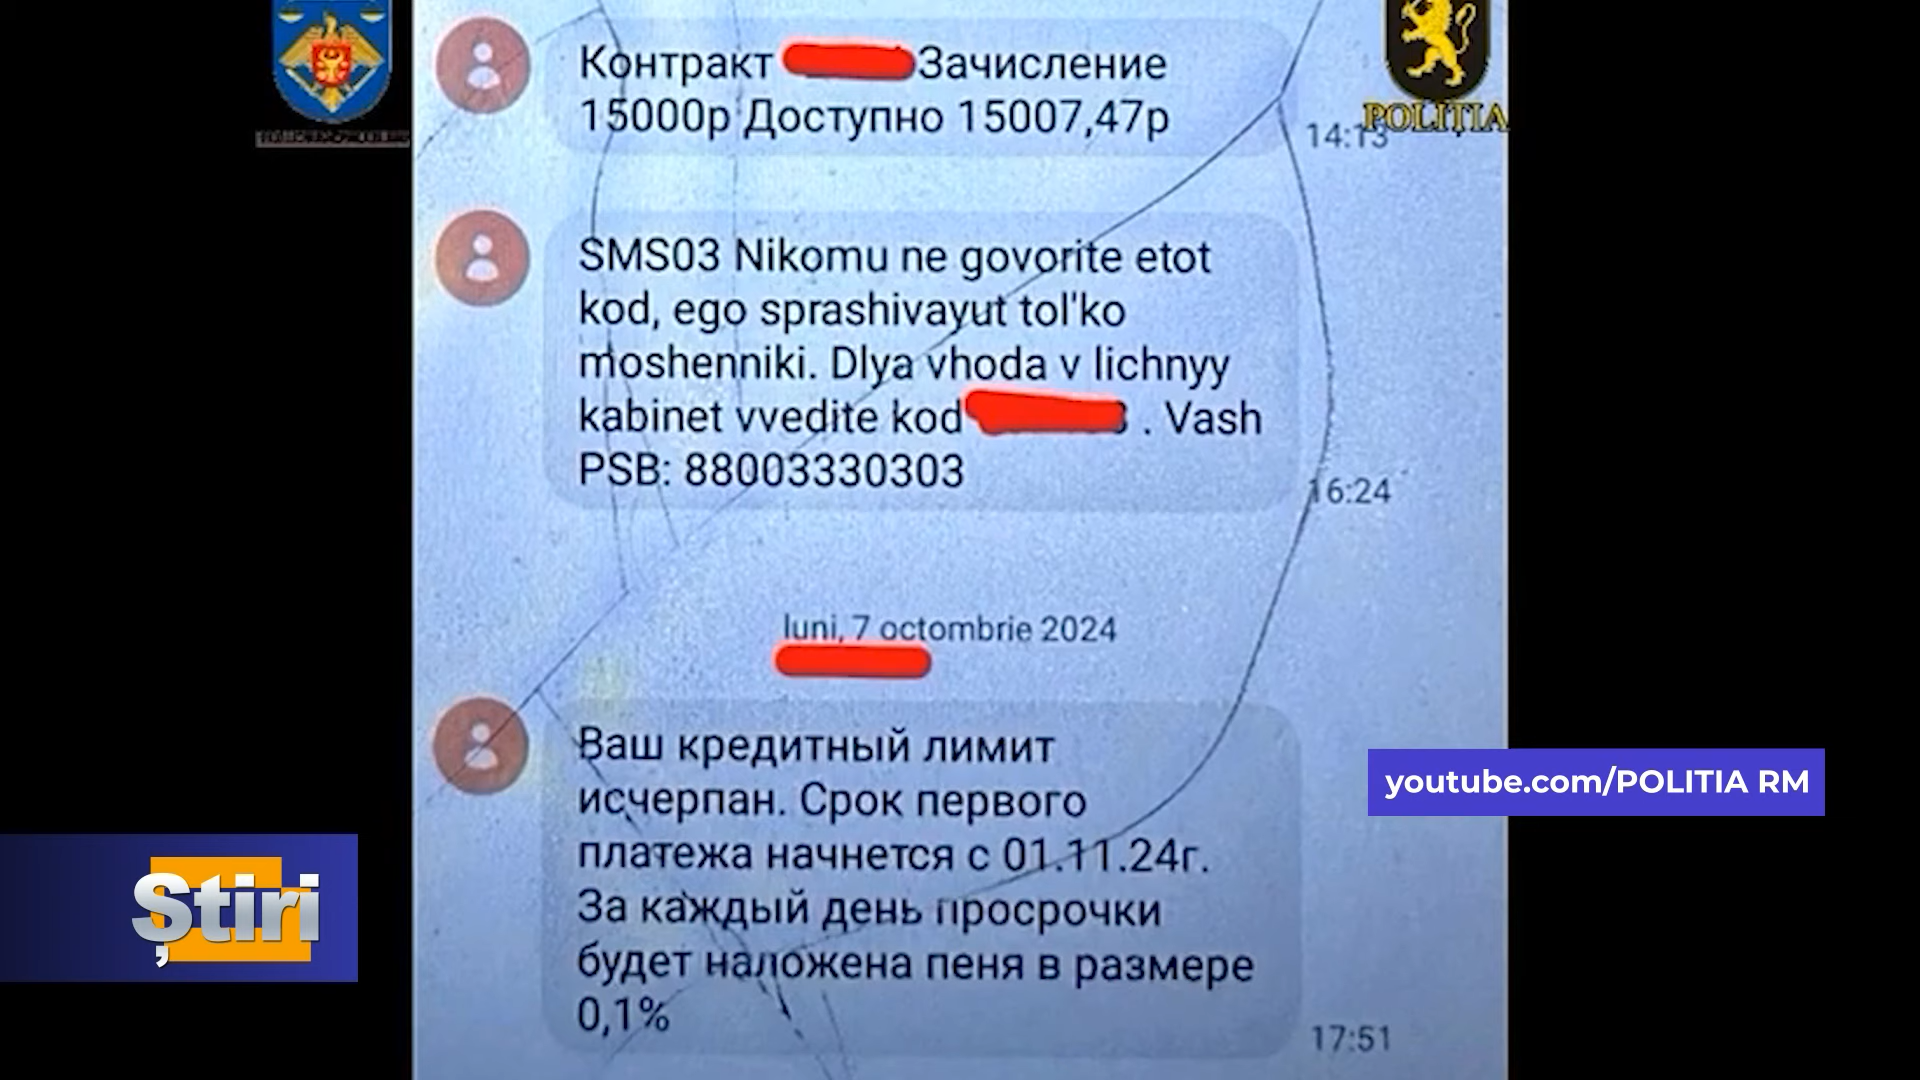 Контракт Зачисление
15000р Доступно 15007,47р
14:13
POLIȚIA
SMS03 Nikomu ne govorite etot
kod, ego sprashivayut tol'ko
moshenniki. Dlya vhoda v lichnyy
kabinet vvedite kod . Vash
PSB: 88003330303
16:24
luni, 7 octombrie 2024
Ваш кредитный лимит
исчерпан. Срок первого
платежа начнется с 01.11.24г.
За каждый день просрочки
будет наложена пеня в размере
0,1%
17:51
youtube.com/POLITIA RM
Știri